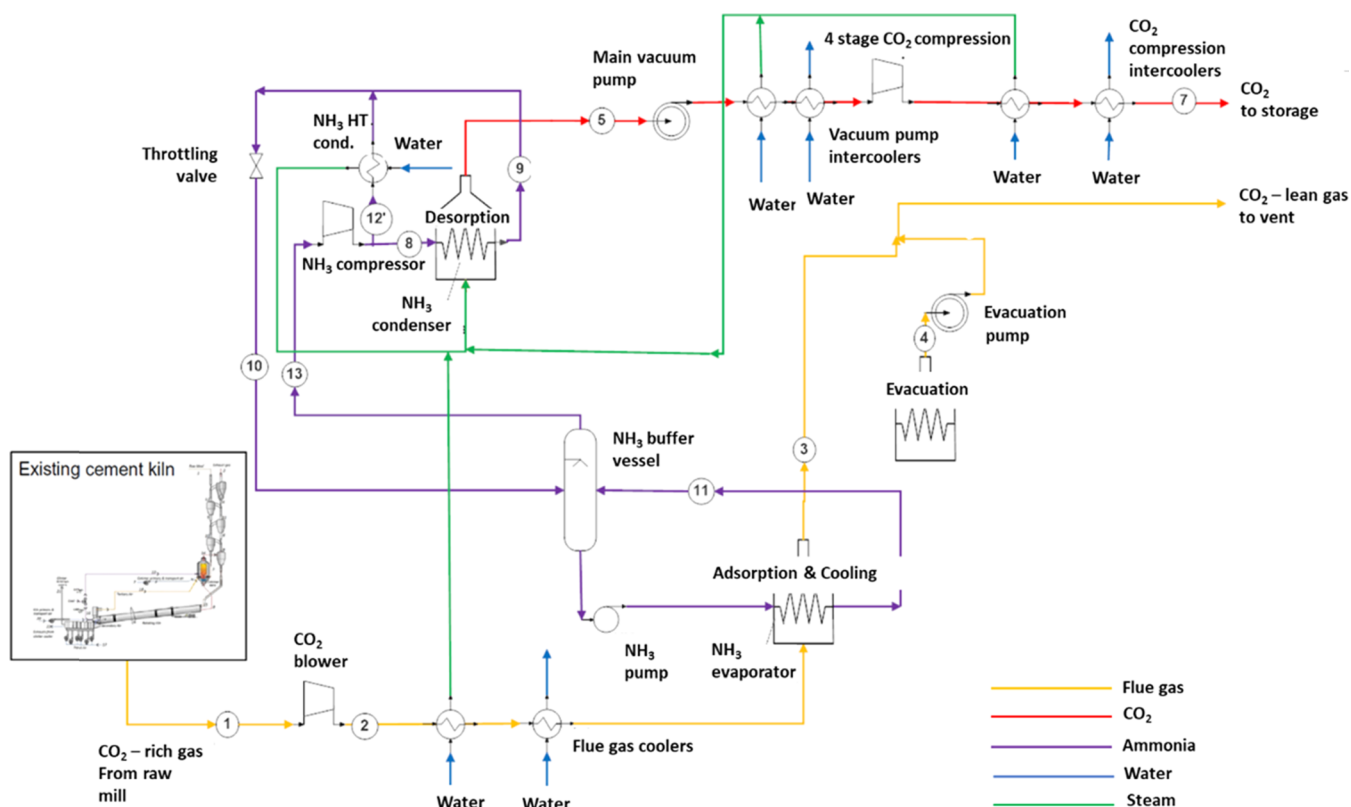 CO2
compression
intercoolers
4 stage CO2 compression
Main vacuum
pump
5
7
CO2
to storage
NH3 HT
cond.
Water
Throttling
valve
Vacuum pump
intercoolers
9
Water
Water
Water
Water
CO2 – lean gas
to vent
12'
Desorption
8
NH3 compressor
NH3
condenser
Evacuation
pump
4
10
13
Evacuation
NH3 buffer
vessel
3
Existing cement kiln
11
Adsorption & Cooling
CO2
blower
NH3
pump
NH3
evaporator
1
2
Flue gas coolers
CO2 – rich gas
From raw
mill
Water
Water
Flue gas
CO2
Ammonia
Water
Steam